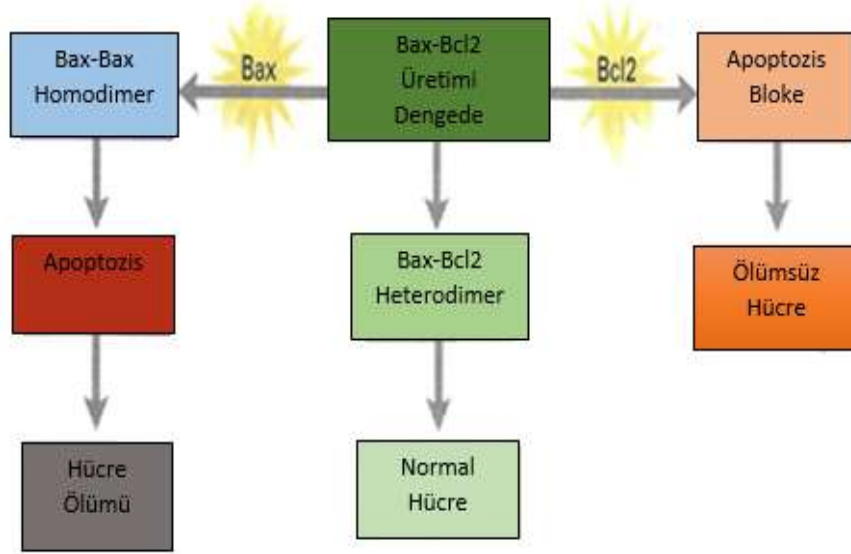 Bax-Bax
Homodimer
Bax
Bax-Bcl2
Üretimi
Dengede
Bcl2
Apoptozis
Bloke
Apoptozis
Bax-Bcl2
Heterodimer
Ölümsüz
Hücre
Hücre
Ölümü
Normal
Hücre